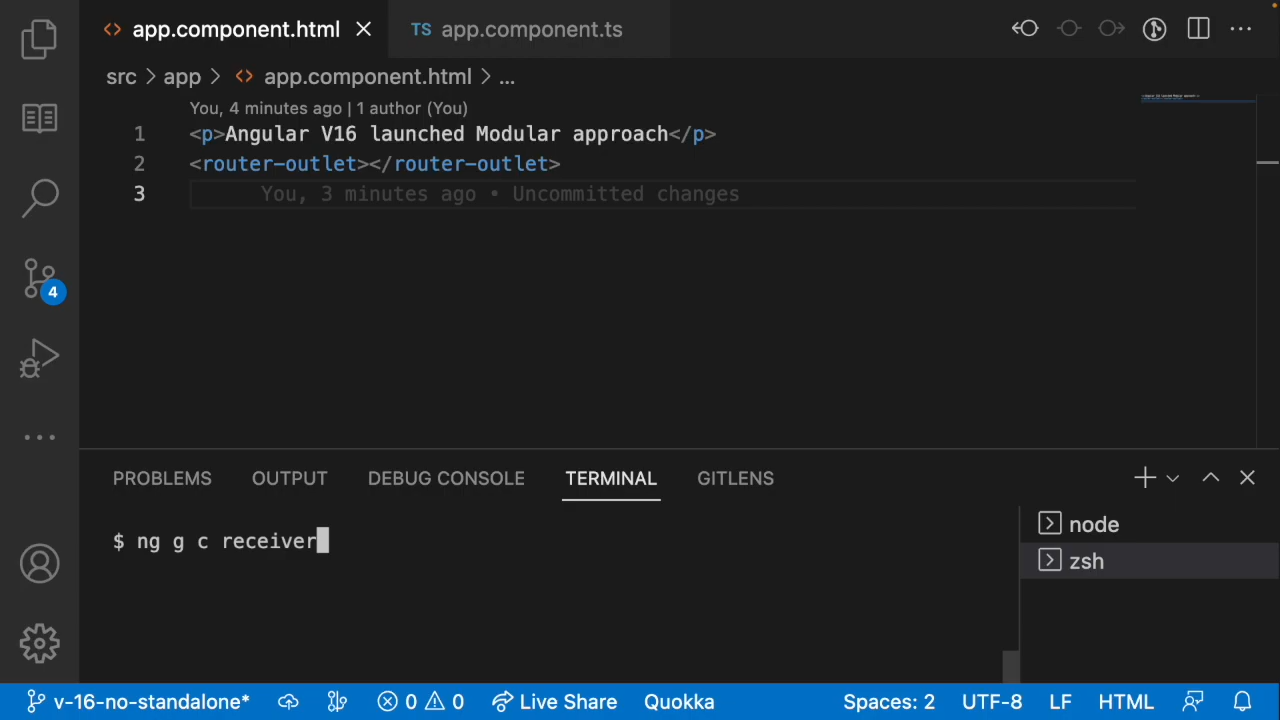 app.component.html
TS app.component.ts
src > app > <> app.component.html > ...
You, 4 minutes ago | 1 author (You)
1 <p>Angular V16 launched Modular approach</p>
2 <router-outlet></router-outlet>
3 You, 3 minutes ago • Uncommitted changes
4
PROBLEMS OUTPUT DEBUG CONSOLE TERMINAL GITLENS
$ ng g c receiver
node
zsh
v-16-no-standalone* 0 0 Live Share Quokka Spaces: 2 UTF-8 LF HTML